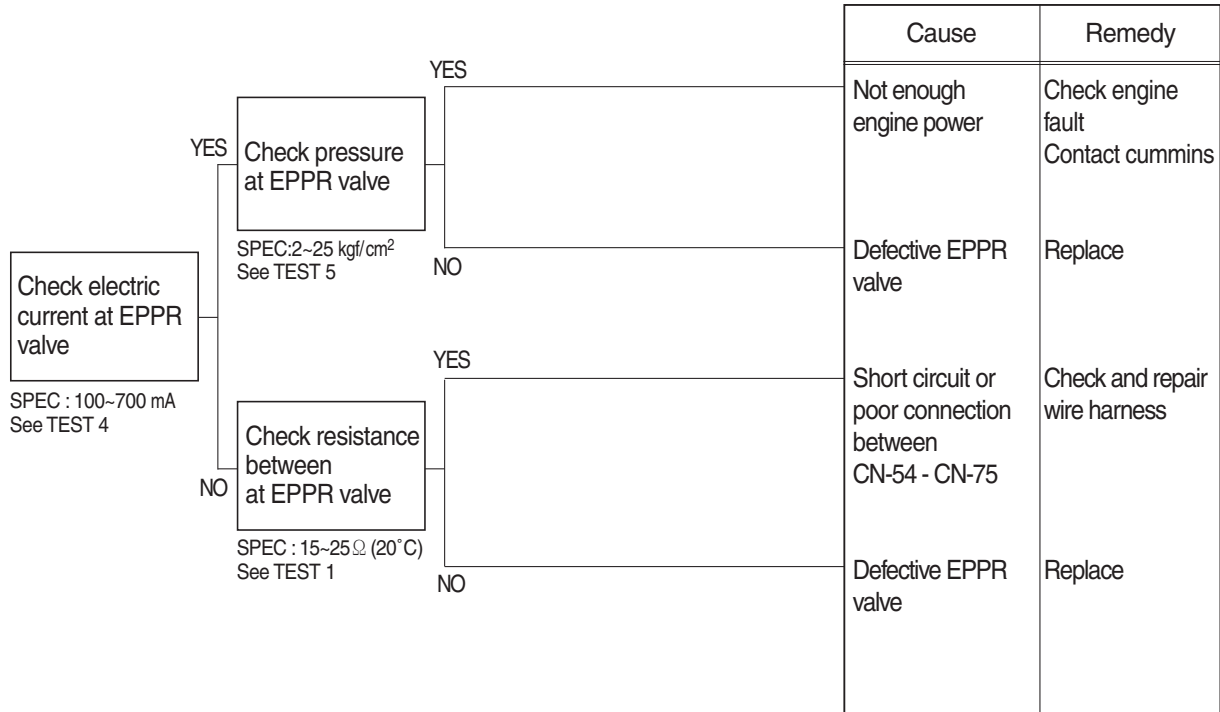 Cause Remedy
YES
Not enough
engine power
Check engine
fault
Contact cummins
YES
Check pressure
at EPPR valve
SPEC:2~25 kgf/cm²
See TEST 5
NO
Defective EPPR
valve
Replace
Check electric
current at EPPR
valve
SPEC : 100~700 mA
See TEST 4
YES
Short circuit or
poor connection
between
CN-54 - CN-75
Check and repair
wire harness
Check resistance
between
at EPPR valve
NO
SPEC : 15~25Ω (20˚C)
See TEST 1
NO
Defective EPPR
valve
Replace